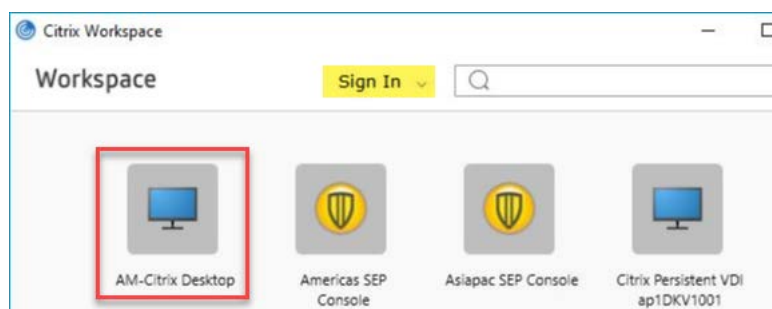 Citrix Workspace
Workspace
Sign In
AM-Citrix Desktop
Americas SEP
Console
Asiapac SEP Console
Citrix Persistent VDI
ap1DKV1001